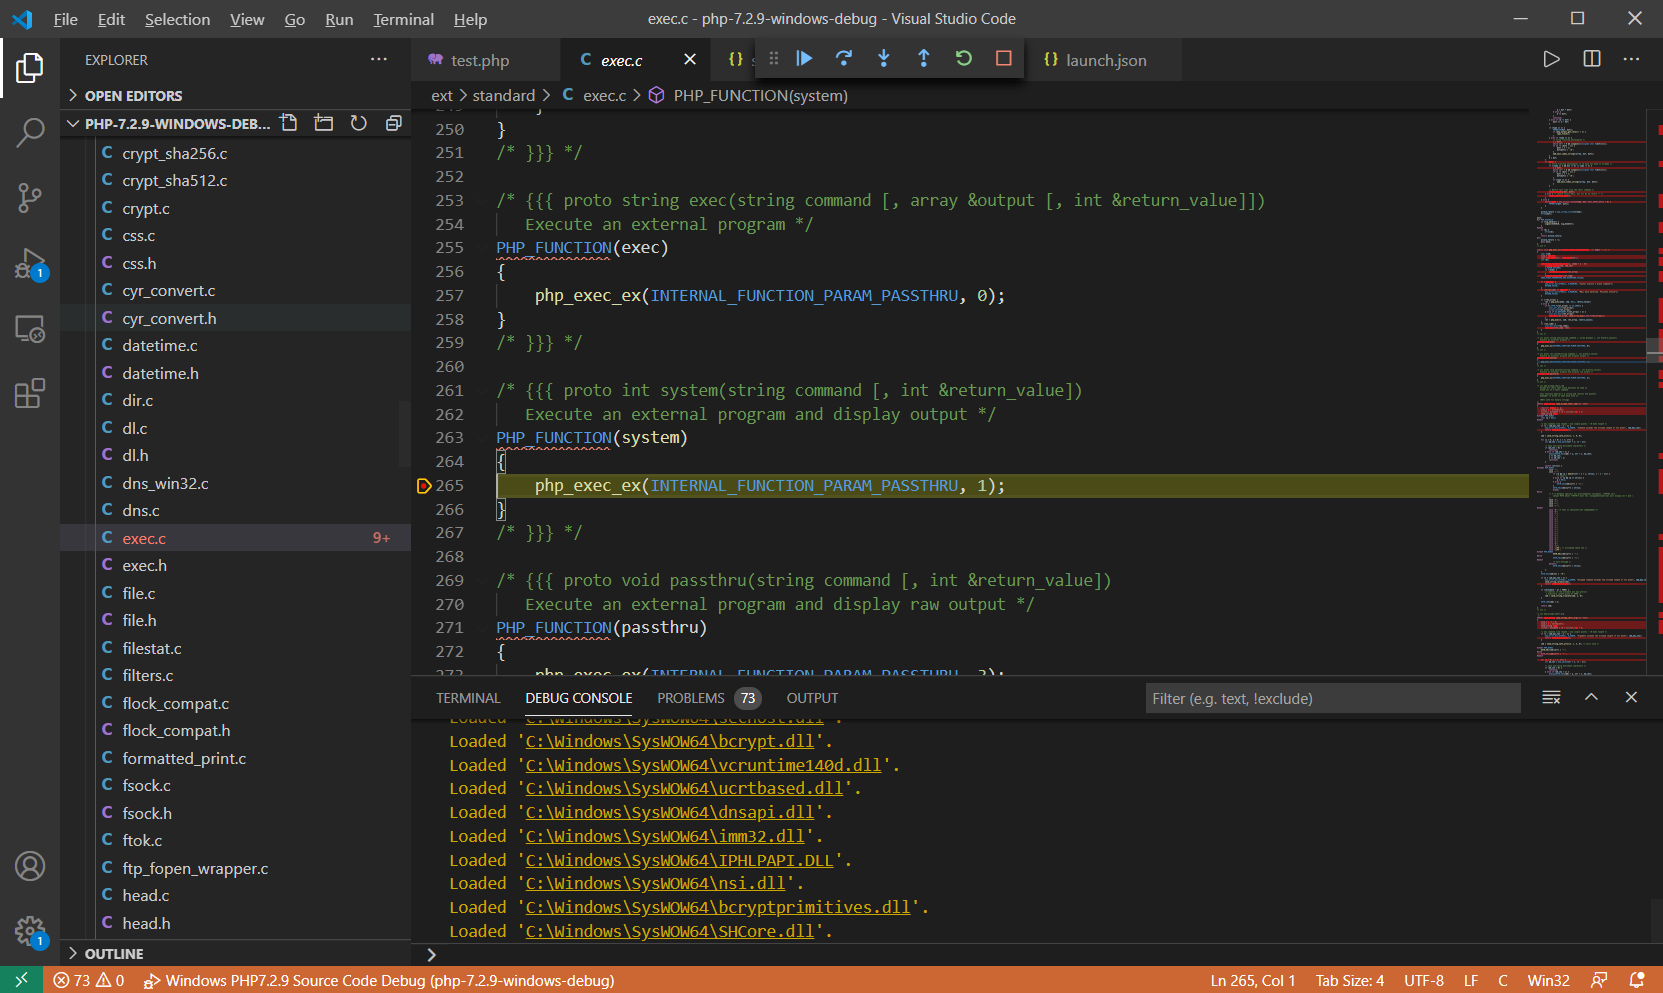 File Edit Selection View Go Run Terminal Help
exec.c - php-7.2.9-windows-debug - Visual Studio Code
EXPLORER
OPEN EDITORS
PHP-7.2.9-WINDOWS-DEB...
crypt_sha256.c
crypt_sha512.c
crypt.c
css.c
css.h
cyr_convert.c
cyr_convert.h
datetime.c
datetime.h
dir.c
dl.c
dl.h
dns_win32.c
dns.c
exec.c 9+
exec.h
file.c
file.h
filestat.c
filters.c
flock_compat.c
flock_compat.h
formatted_print.c
fsock.c
fsock.h
ftok.c
ftp_fopen_wrapper.c
head.c
head.h
OUTLINE
1
1
test.php
exec.c
launch.json
ext > standard > C exec.c > PHP_FUNCTION(system)
250 }
251 /* }}} */
252
253 /* {{{ proto string exec(string command [, array &output [, int &return_value]])
254 Execute an external program */
255 PHP_FUNCTION(exec)
256 {
257 php_exec_ex(INTERNAL_FUNCTION_PARAM_PASSTHRU, 0);
258 }
259 /* }}} */
260
261 /* {{{ proto int system(string command [, int &return_value])
262 Execute an external program and display output */
263 PHP_FUNCTION(system)
264 {
265 php_exec_ex(INTERNAL_FUNCTION_PARAM_PASSTHRU, 1);
266 }
267 /* }}} */
268
269 /* {{{ proto void passthru(string command [, int &return_value])
270 Execute an external program and display raw output */
271 PHP_FUNCTION(passthru)
272 {
273 php_exec_ex(INTERNAL_FUNCTION_PARAM_PASSTHRU, 3);
TERMINAL DEBUG CONSOLE PROBLEMS 73 OUTPUT
Filter (e.g. text, !exclude)
Loaded 'C:\Windows\SysWOW64\sechost.dll'.
Loaded 'C:\Windows\SysWOW64\bcrypt.dll'.
Loaded 'C:\Windows\SysWOW64\vcruntime140d.dll'.
Loaded 'C:\Windows\SysWOW64\ucrtbased.dll'.
Loaded 'C:\Windows\SysWOW64\dnsapi.dll'.
Loaded 'C:\Windows\SysWOW64\imm32.dll'.
Loaded 'C:\Windows\SysWOW64\IPHLPAPI.DLL'.
Loaded 'C:\Windows\SysWOW64\nsi.dll'.
Loaded 'C:\Windows\SysWOW64\bcryptprimitives.dll'.
Loaded 'C:\Windows\SysWOW64\SHCore.dll'.
73 0 Windows PHP7.2.9 Source Code Debug (php-7.2.9-windows-debug)
Ln 265, Col 1 Tab Size: 4 UTF-8 LF C Win32